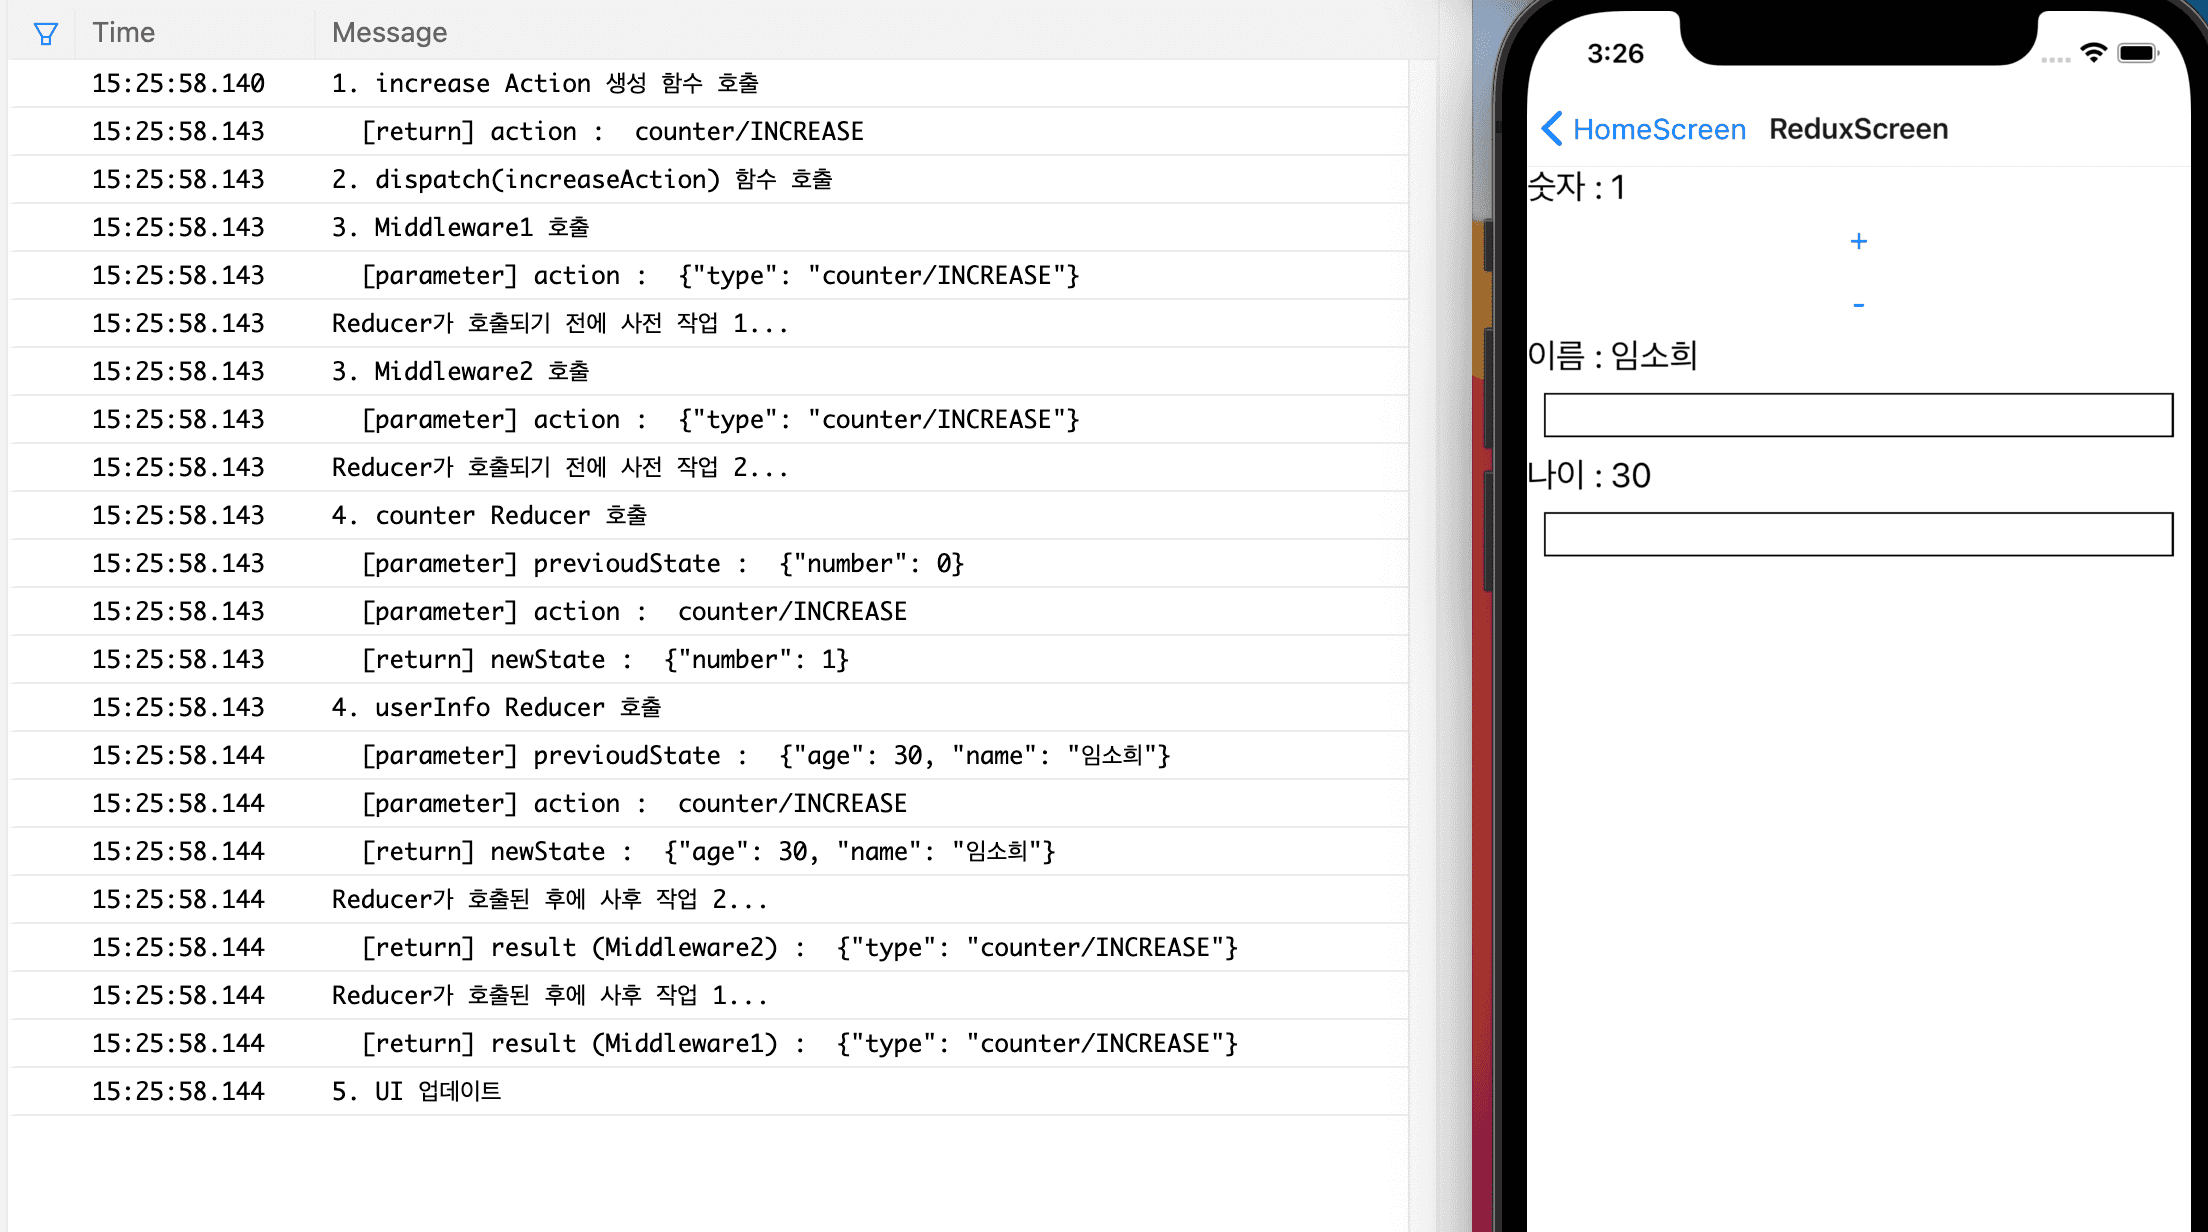 Time Message
15:25:58.140 1. increase Action 생성 함수 호출
15:25:58.143 [return] action :  counter/INCREASE
15:25:58.143 2. dispatch(increaseAction) 함수 호출
15:25:58.143 3. Middleware1 호출
15:25:58.143 [parameter] action :  {"type": "counter/INCREASE"}
15:25:58.143 Reducer가 호출되기 전에 사전 작업 1...
15:25:58.143 3. Middleware2 호출
15:25:58.143 [parameter] action :  {"type": "counter/INCREASE"}
15:25:58.143 Reducer가 호출되기 전에 사전 작업 2...
15:25:58.143 4. counter Reducer 호출
15:25:58.143 [parameter] previoudState :  {"number": 0}
15:25:58.143 [parameter] action :  counter/INCREASE
15:25:58.143 [return] newState :  {"number": 1}
15:25:58.143 4. userInfo Reducer 호출
15:25:58.144 [parameter] previoudState :  {"age": 30, "name": "임소희"}
15:25:58.144 [parameter] action :  counter/INCREASE
15:25:58.144 [return] newState :  {"age": 30, "name": "임소희"}
15:25:58.144 Reducer가 호출된 후에 사후 작업 2...
15:25:58.144 [return] result (Middleware2) :  {"type": "counter/INCREASE"}
15:25:58.144 Reducer가 호출된 후에 사후 작업 1...
15:25:58.144 [return] result (Middleware1) :  {"type": "counter/INCREASE"}
15:25:58.144 5. UI 업데이트
3:26
HomeScreen ReduxScreen
숫자 : 1
+
-
이름 : 임소희
나이 : 30